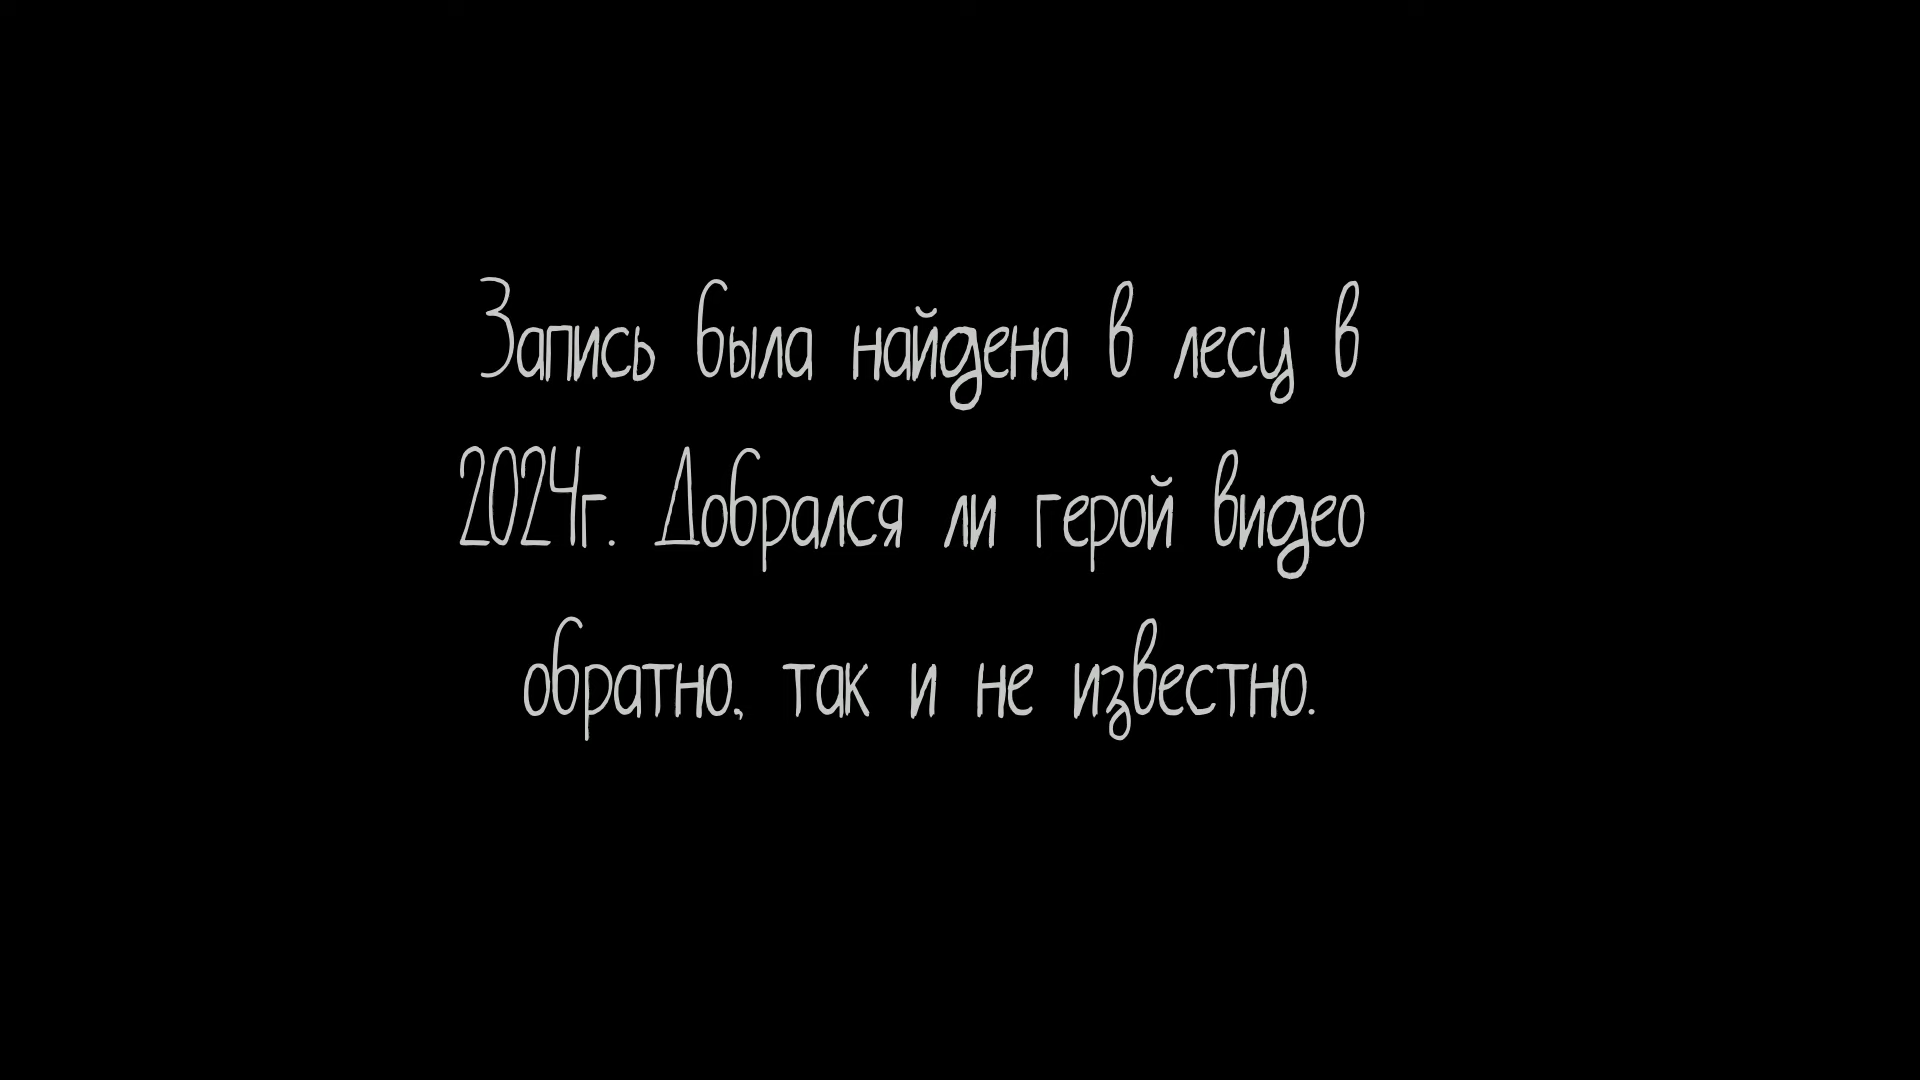 Запись была найдена в лесу в
2024г. Добрался ли герой видео
обратно, так и не известно.